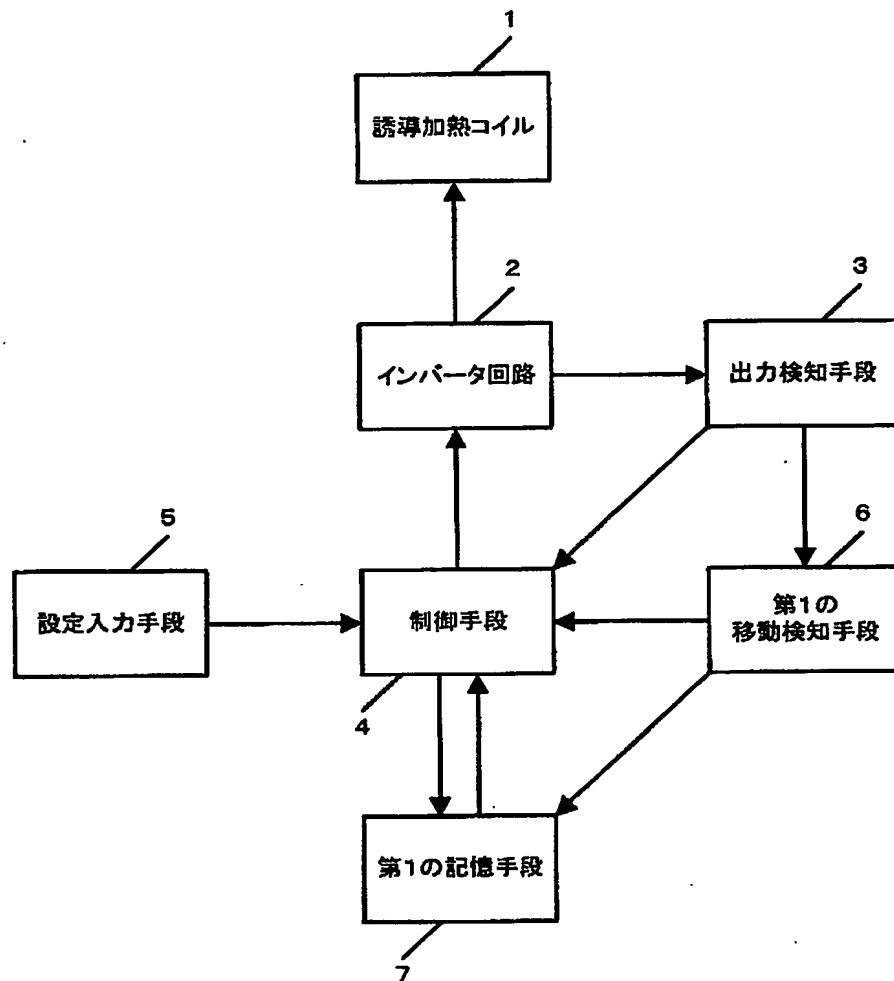 1
誘導加熱コイル
2
インバータ回路
3
出力検知手段
5
設定入力手段
制御手段
4
6
第1の
移動検知手段
第1の記憶手段
7